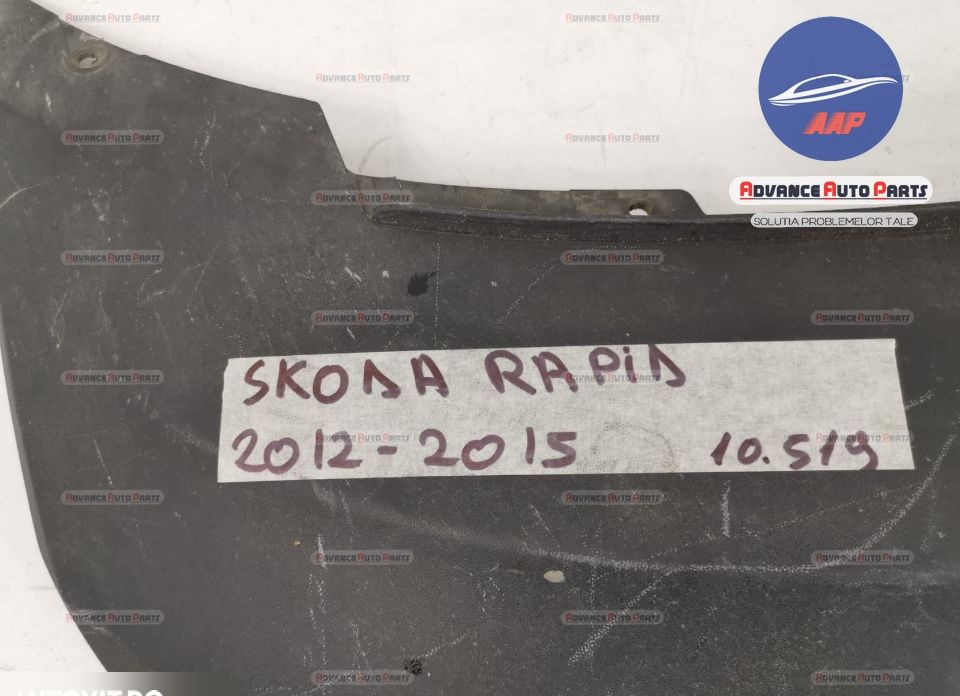 AAP
ADVANCE AUTO PARTS
SOLUTIA PROBLEMELOR TALE
SKODA RAPiD
2012-2015 10.519